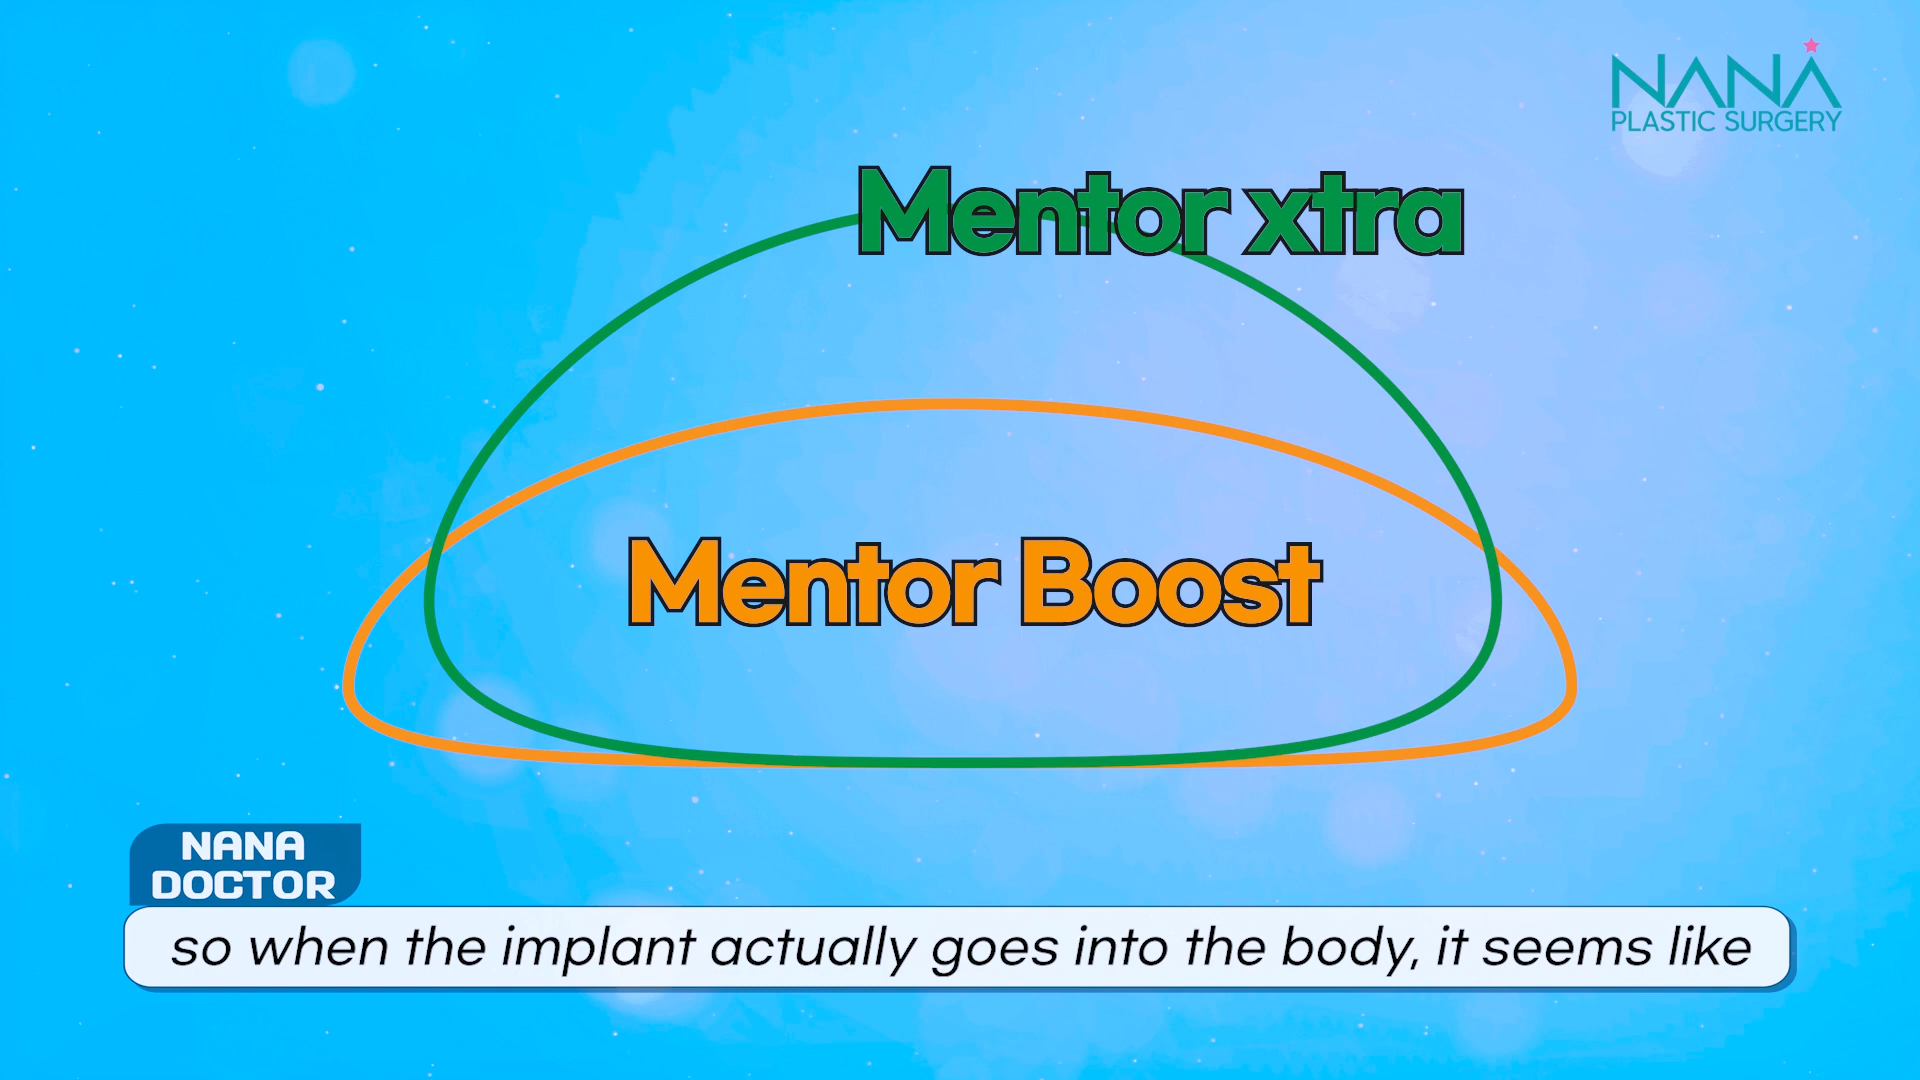 NANA
PLASTIC SURGERY
Mentor xtra
Mentor Boost
NANA
DOCTOR
so when the implant actually goes into the body, it seems like